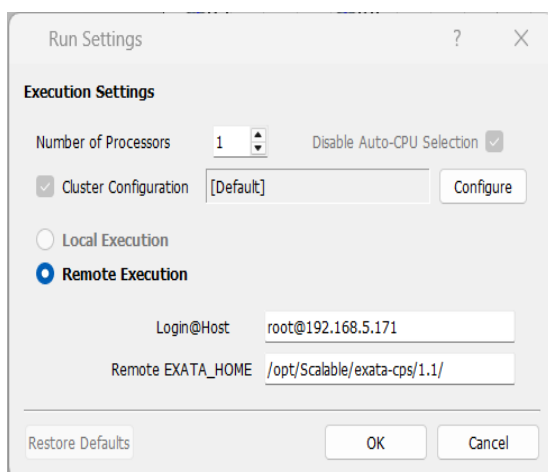 Run Settings ?
Execution Settings
Number of Processors 1 Disable Auto-CPU Selection
Cluster Configuration [Default] Configure
Local Execution
Remote Execution
Login@Host root@192.168.5.171
Remote EXATA_HOME /opt/Scalable/exata-cps/1.1/
Restore Defaults OK Cancel